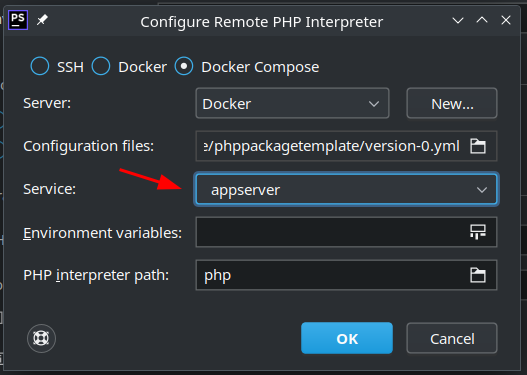 PS Configure Remote PHP Interpreter
SSH Docker Docker Compose
Server: Docker New...
Configuration files: e/phppackagetemplate/version-0.yml
Service: appserver
Environment variables:
PHP interpreter path: php
OK Cancel